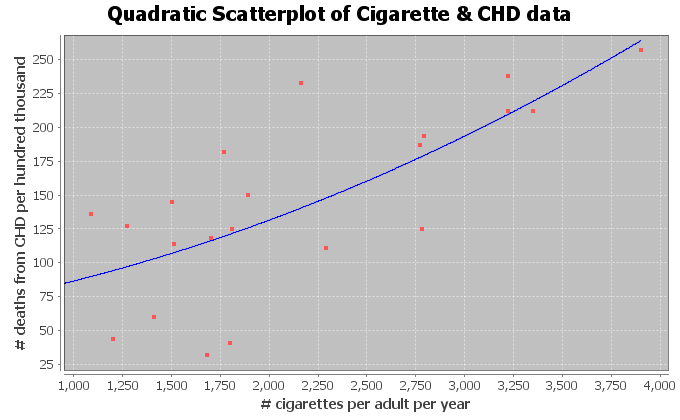 Quadratic Scatterplot of Cigarette & CHD data
# deaths from CHD per hundred thousand
250
225
200
175
150
125
100
75
50
25
1,000 1,250 1,500 1,750 2,000 2,250 2,500 2,750 3,000 3,250 3,500 3,750 4,000
# cigarettes per adult per year